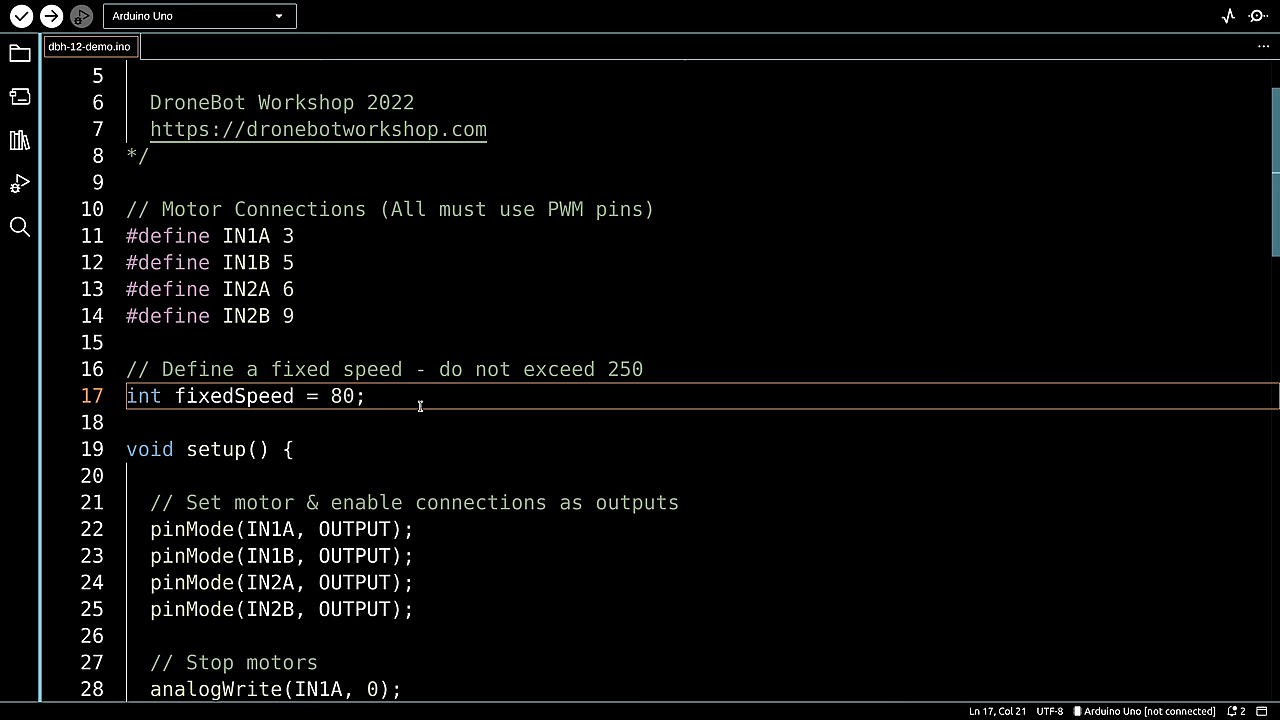 Arduino Uno
dbh-12-demo.ino
5
6 DroneBot Workshop 2022
7 https://dronebotworkshop.com
8 */
9
10 // Motor Connections (All must use PWM pins)
11 #define IN1A 3
12 #define IN1B 5
13 #define IN2A 6
14 #define IN2B 9
15
16 // Define a fixed speed - do not exceed 250
17 int fixedSpeed = 80;
18
19 void setup() {
20
21 // Set motor & enable connections as outputs
22 pinMode(IN1A, OUTPUT);
23 pinMode(IN1B, OUTPUT);
24 pinMode(IN2A, OUTPUT);
25 pinMode(IN2B, OUTPUT);
26
27 // Stop motors
28 analogWrite(IN1A, 0);
Ln 17, Col 21 UTF-8 Arduino Uno [not connected] 2